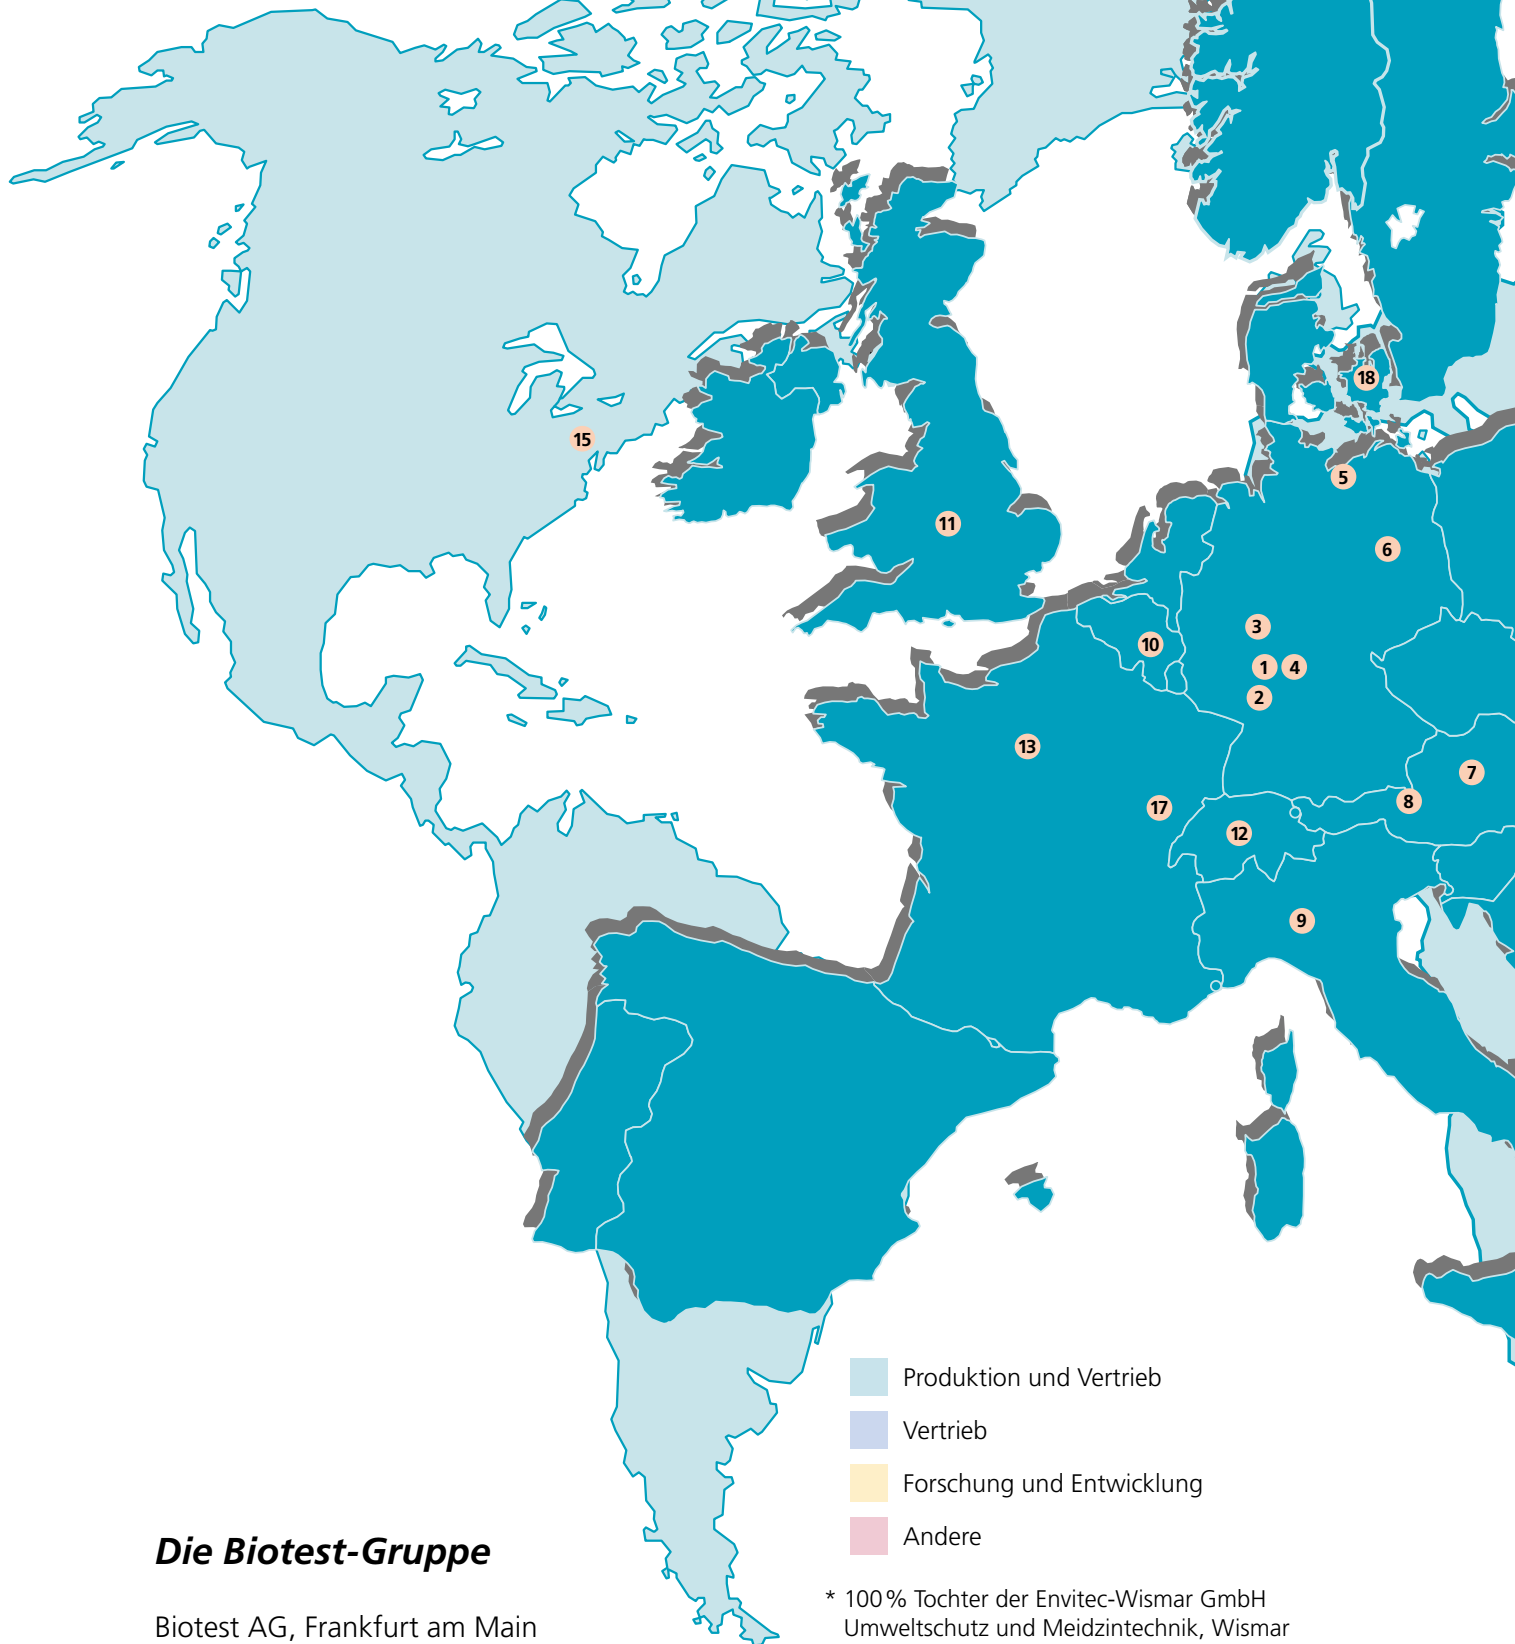 18
15
5
11
6
3
10
1
4
2
13
7
8
17
12
9
Produktion und Vertrieb
Vertrieb
Forschung und Entwicklung
Andere
Die Biotest-Gruppe
Biotest AG, Frankfurt am Main
* 100 % Tochter der Envitec-Wismar GmbH
Umweltschutz und Meidzintechnik, Wismar